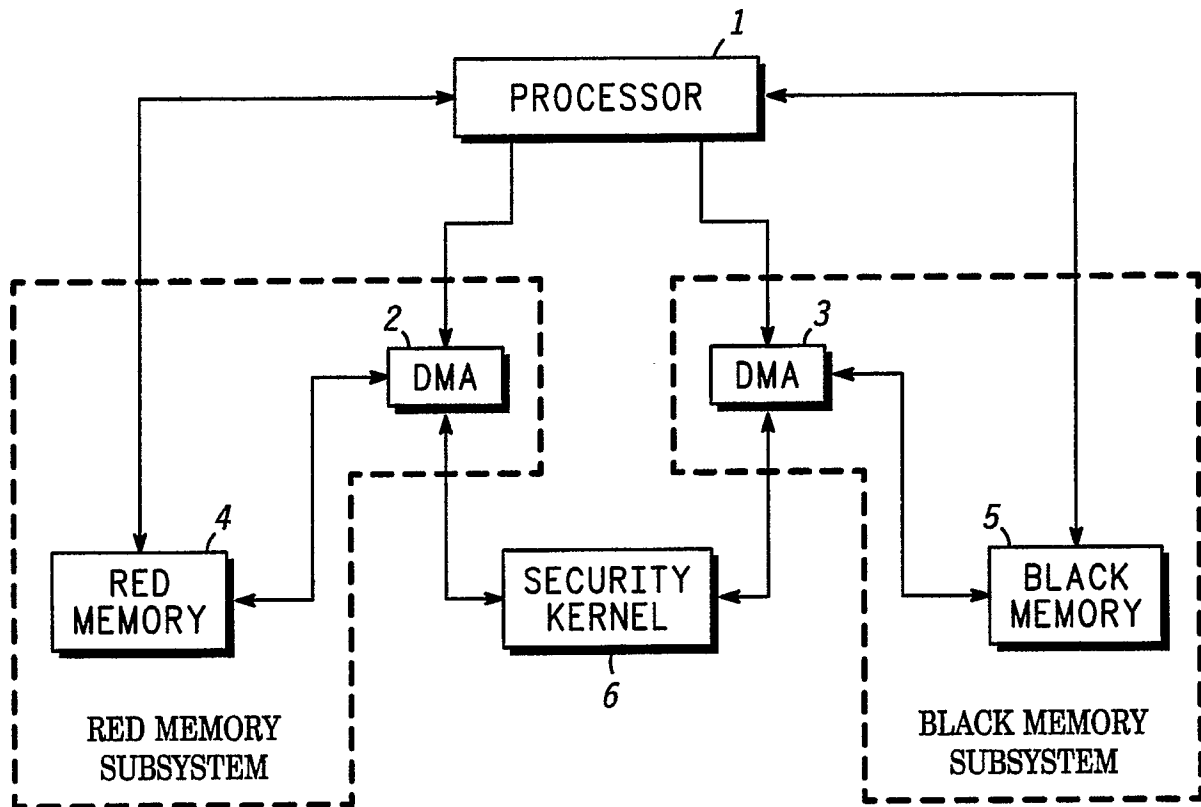 1
PROCESSOR
2
DMA
3
DMA
4
RED
MEMORY
SECURITY
KERNEL
6
5
BLACK
MEMORY
RED MEMORY
SUBSYSTEM
BLACK MEMORY
SUBSYSTEM